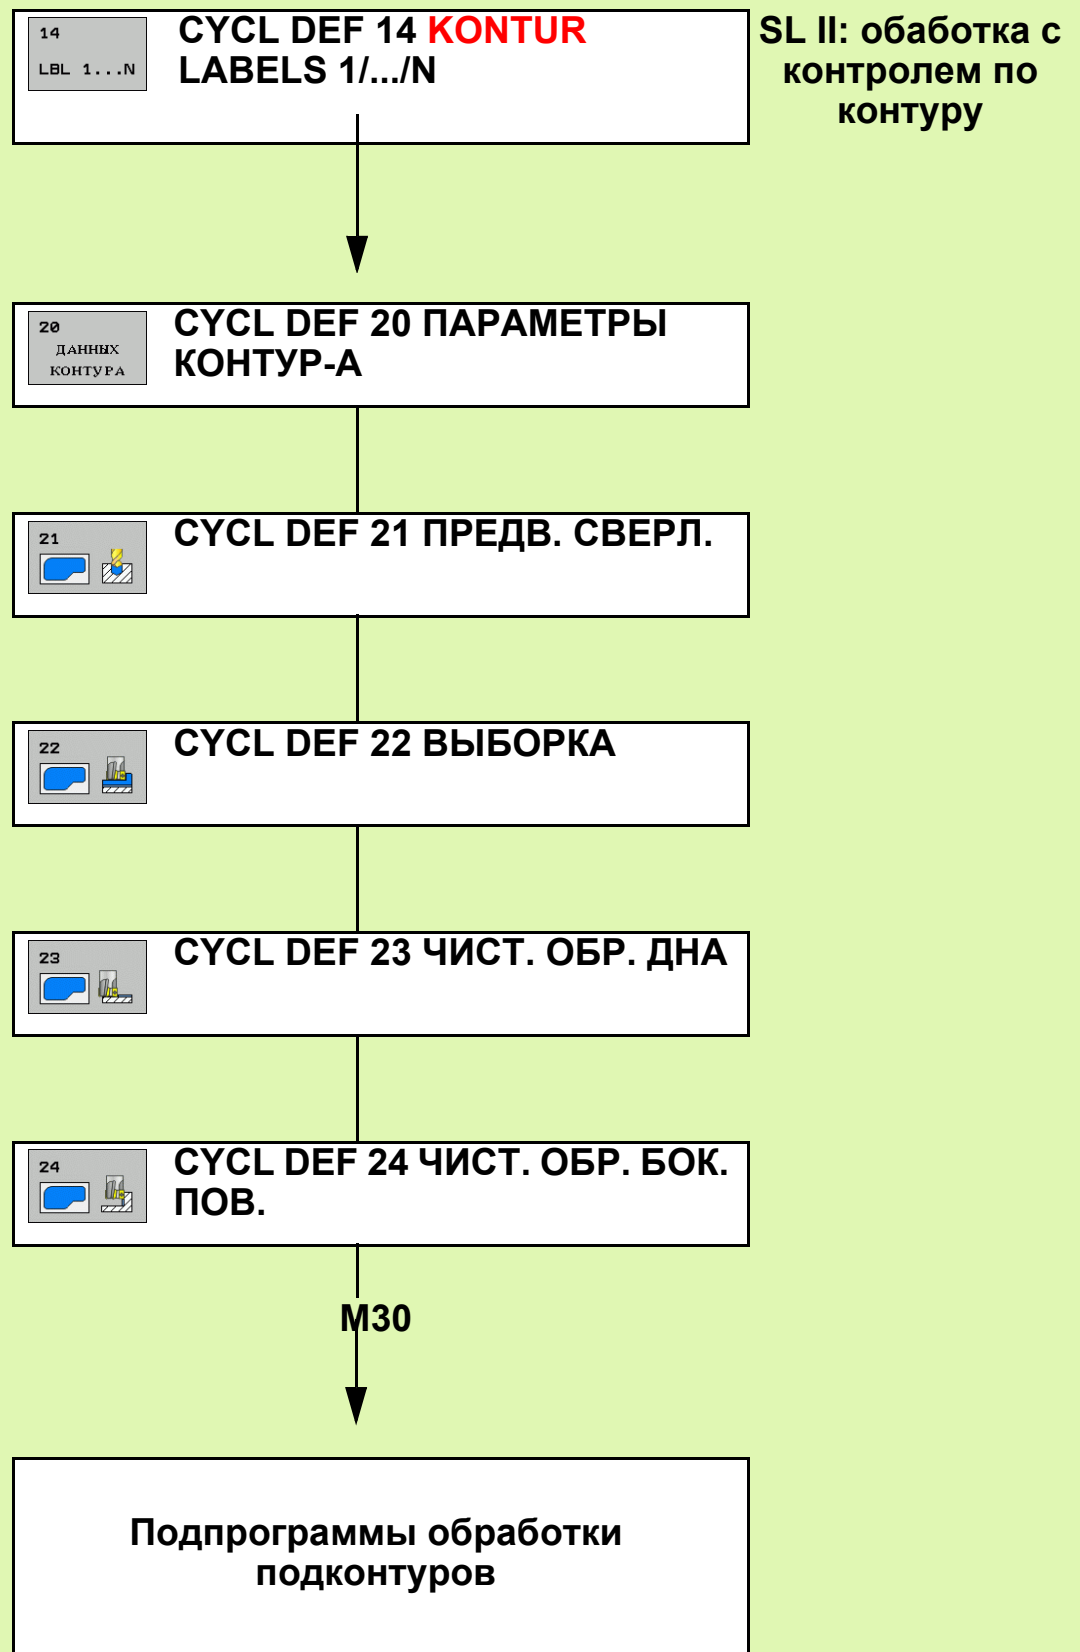 14
LBL 1...N
CYCL DEF 14 KONTUR
LABELS 1/.../N
SL II: обаботка с
контролем по
контуру
20
ДАННЫХ
КОНТУРА
CYCL DEF 20 ПАРАМЕТРЫ
КОНТУР-А
21
CYCL DEF 21 ПРЕДВ. СВЕРЛ.
22
CYCL DEF 22 ВЫБОРКА
23
CYCL DEF 23 ЧИСТ. ОБР. ДНА
24
CYCL DEF 24 ЧИСТ. ОБР. БОК.
ПОВ.
M30
Подпрограммы обработки
подконтуров